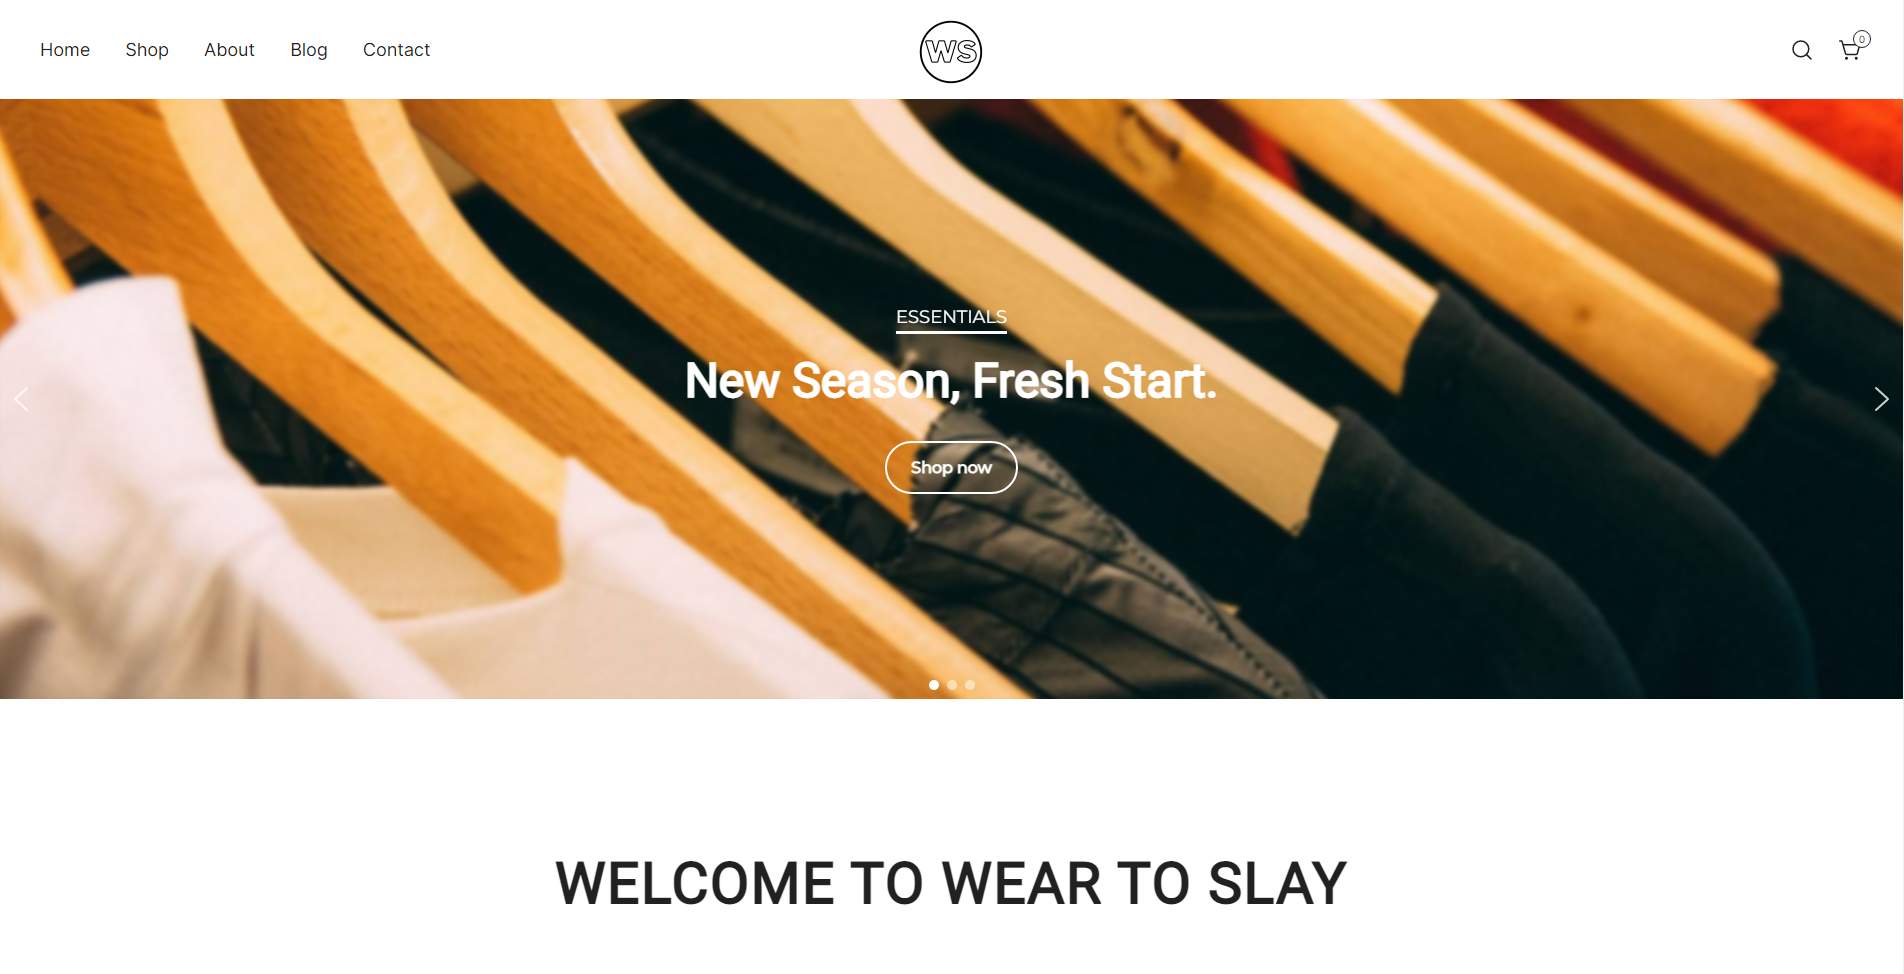 Home Shop About Blog Contact
WS
0
ESSENTIALS
New Season, Fresh Start.
Shop now
WELCOME TO WEAR TO SLAY